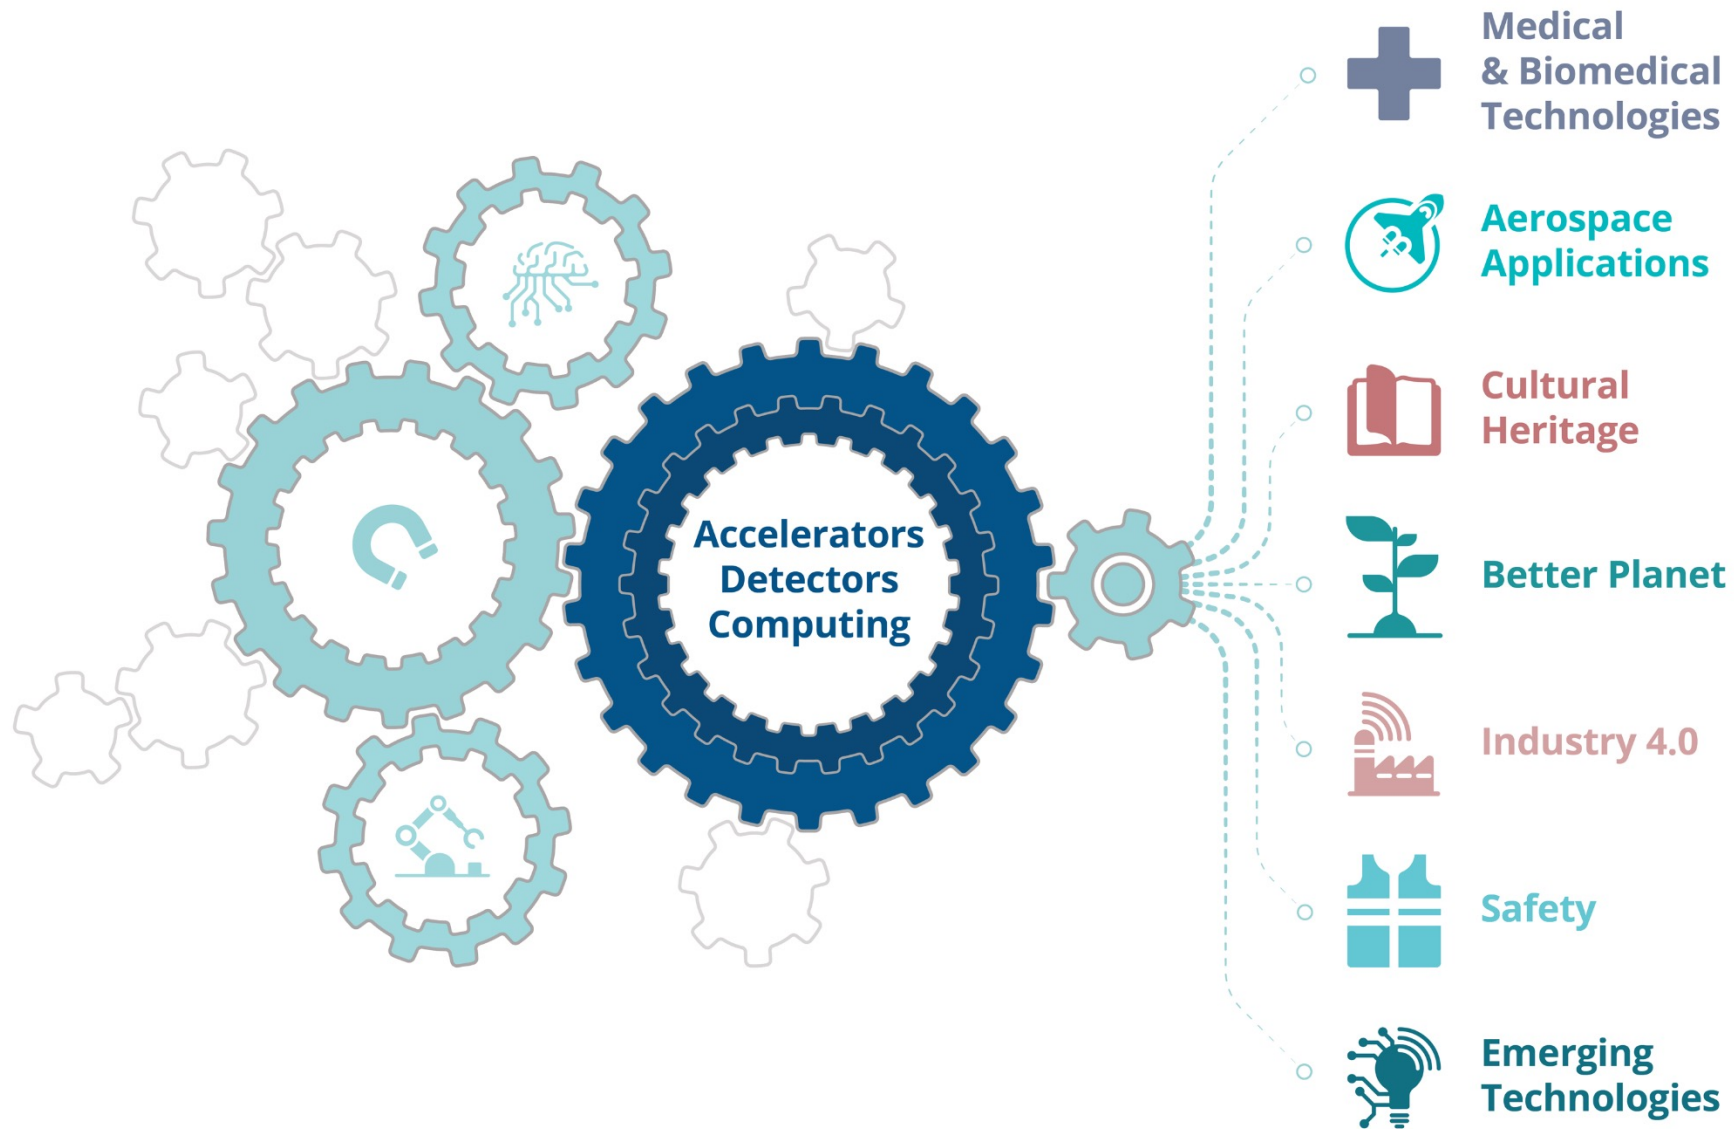 Medical
& Biomedical
Technologies
Aerospace
Applications
Cultural
Heritage
Accelerators
Detectors
Computing
Better Planet
Industry 4.0
Safety
Emerging
Technologies